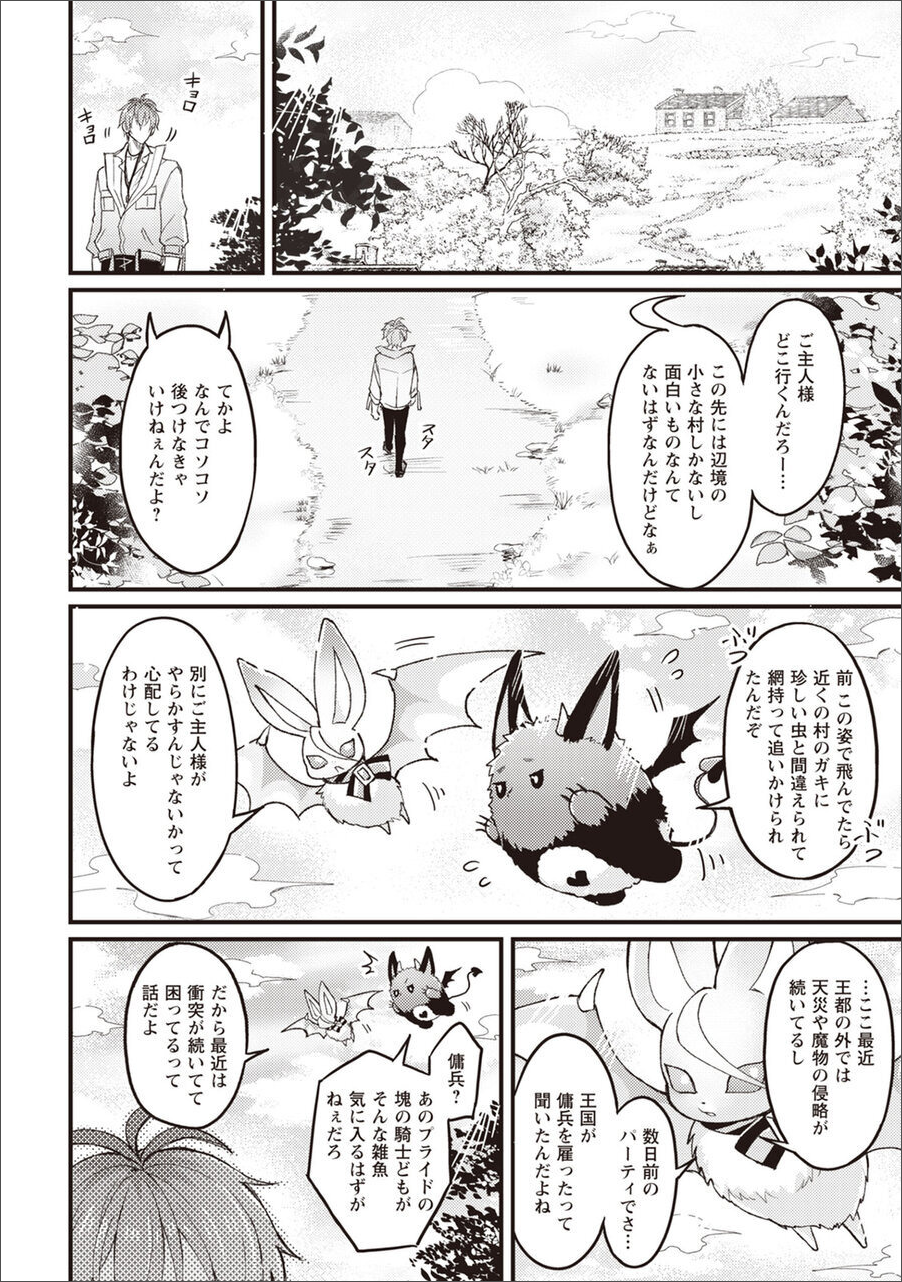 キョロ
キョロ
ご主人様
どこ行くんだろー…
この先には辺境の
小さな村しかないし
面白いものなんて
ないはずなんだけどなぁ
スタ
スタ
てかよ
なんでコソコソ
後つけなきゃ
いけねぇんだよ?
前この姿で飛んでたら
近くの村のガキに
珍しい虫と間違えられて
網持って追いかけられ
たんだぞ
別にご主人様が
やらかすんじゃないかって
心配してる
わけじゃないよ
…ここ最近
王都の外では
天災や魔物の侵略が
続いてるし
数日前の
パーティでさ…
王国が
傭兵を雇ったって
聞いたんだよね
傭兵?
あのプライドの
塊の騎士どもが
そんな雑魚
気に入るはずが
ねぇだろ
だから最近は
衝突が続いてて
困ってるって
話だよ